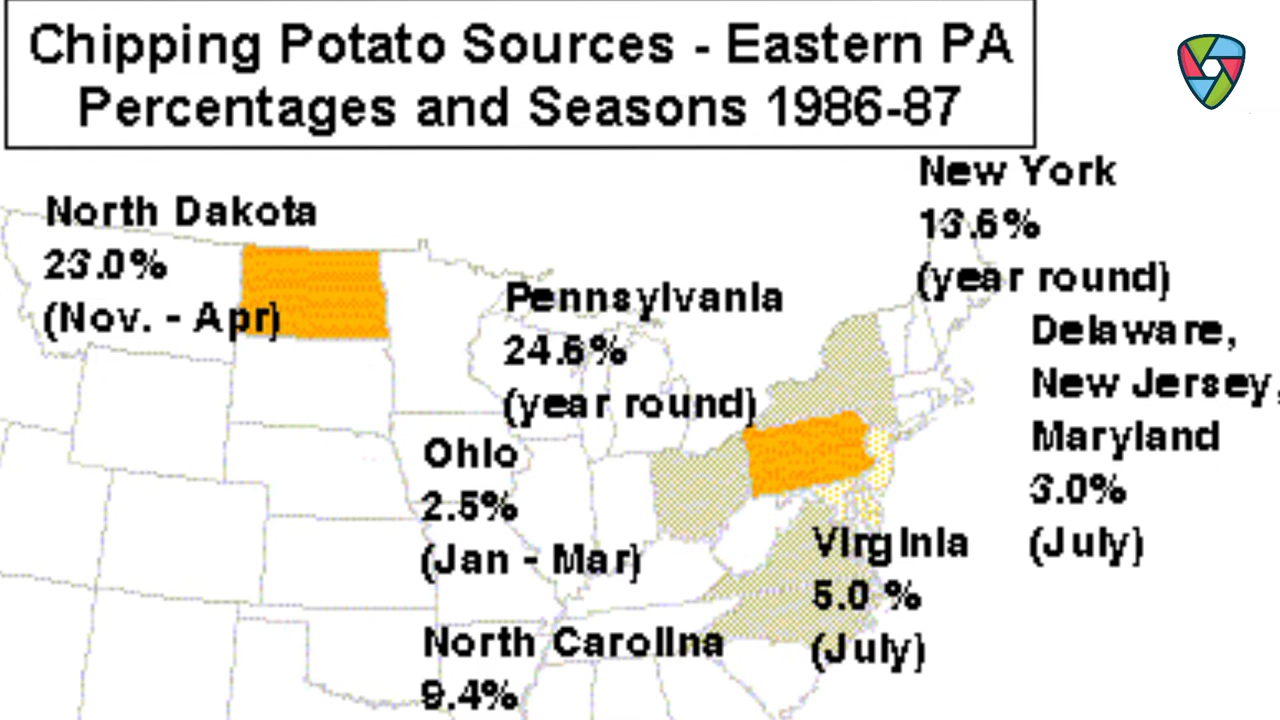 Chipping Potato Sources - Eastern PA
Percentages and Seasons 1986-87
New York
13.6%
(year round)
North Dakota
23.0%
(Nov. - Apr)
Pennsylvania
24.6%
(year round)
Delaware,
New Jersey,
Maryland
3.0%
(July)
Ohio
2.5%
(Jan - Mar)
Virginia
5.0 %
(July)
North Carolina
9.4%